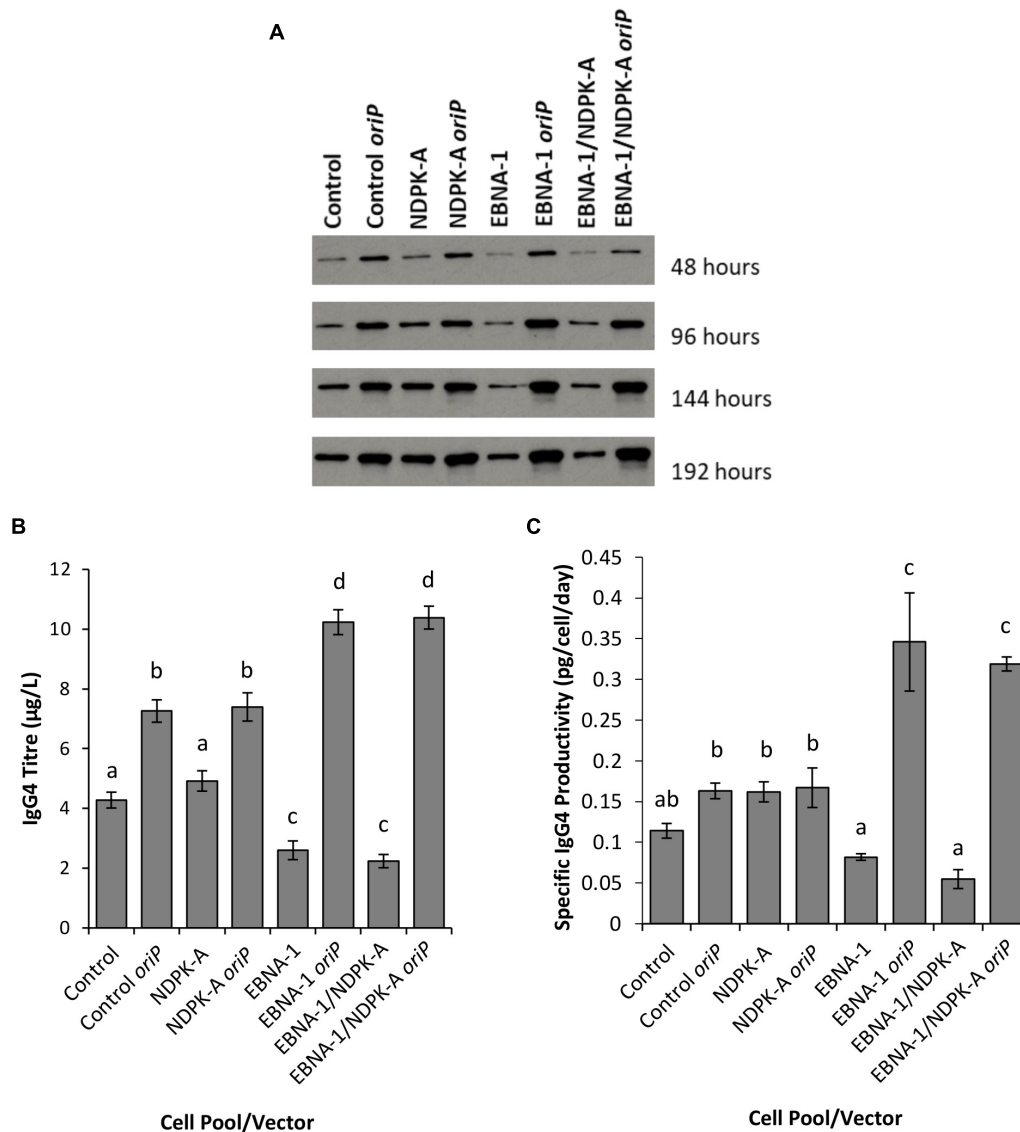 A
Control
Control oriP
NDPK-A
NDPK-A oriP
EBNA-1
EBNA-1 oriP
EBNA-1/NDPK-A
EBNA-1/NDPK-A oriP
48 hours
96 hours
144 hours
192 hours
B
IgG4 Titre (µg/L)
12
10
8
6
4
2
0
a
b
a
b
c
d
c
d
Control
Control oriP
NDPK-A
NDPK-A oriP
EBNA-1
EBNA-1 oriP
EBNA-1/NDPK-A
EBNA-1/NDPK-A oriP
Cell Pool/Vector
C
Specific IgG4 Productivity (pg/cell/day)
0.45
0.4
0.35
0.3
0.25
0.2
0.15
0.1
0.05
0
ab
b
b
b
a
c
a
c
Control
Control oriP
NDPK-A
NDPK-A oriP
EBNA-1
EBNA-1 oriP
EBNA-1/NDPK-A
EBNA-1/NDPK-A oriP
Cell Pool/Vector